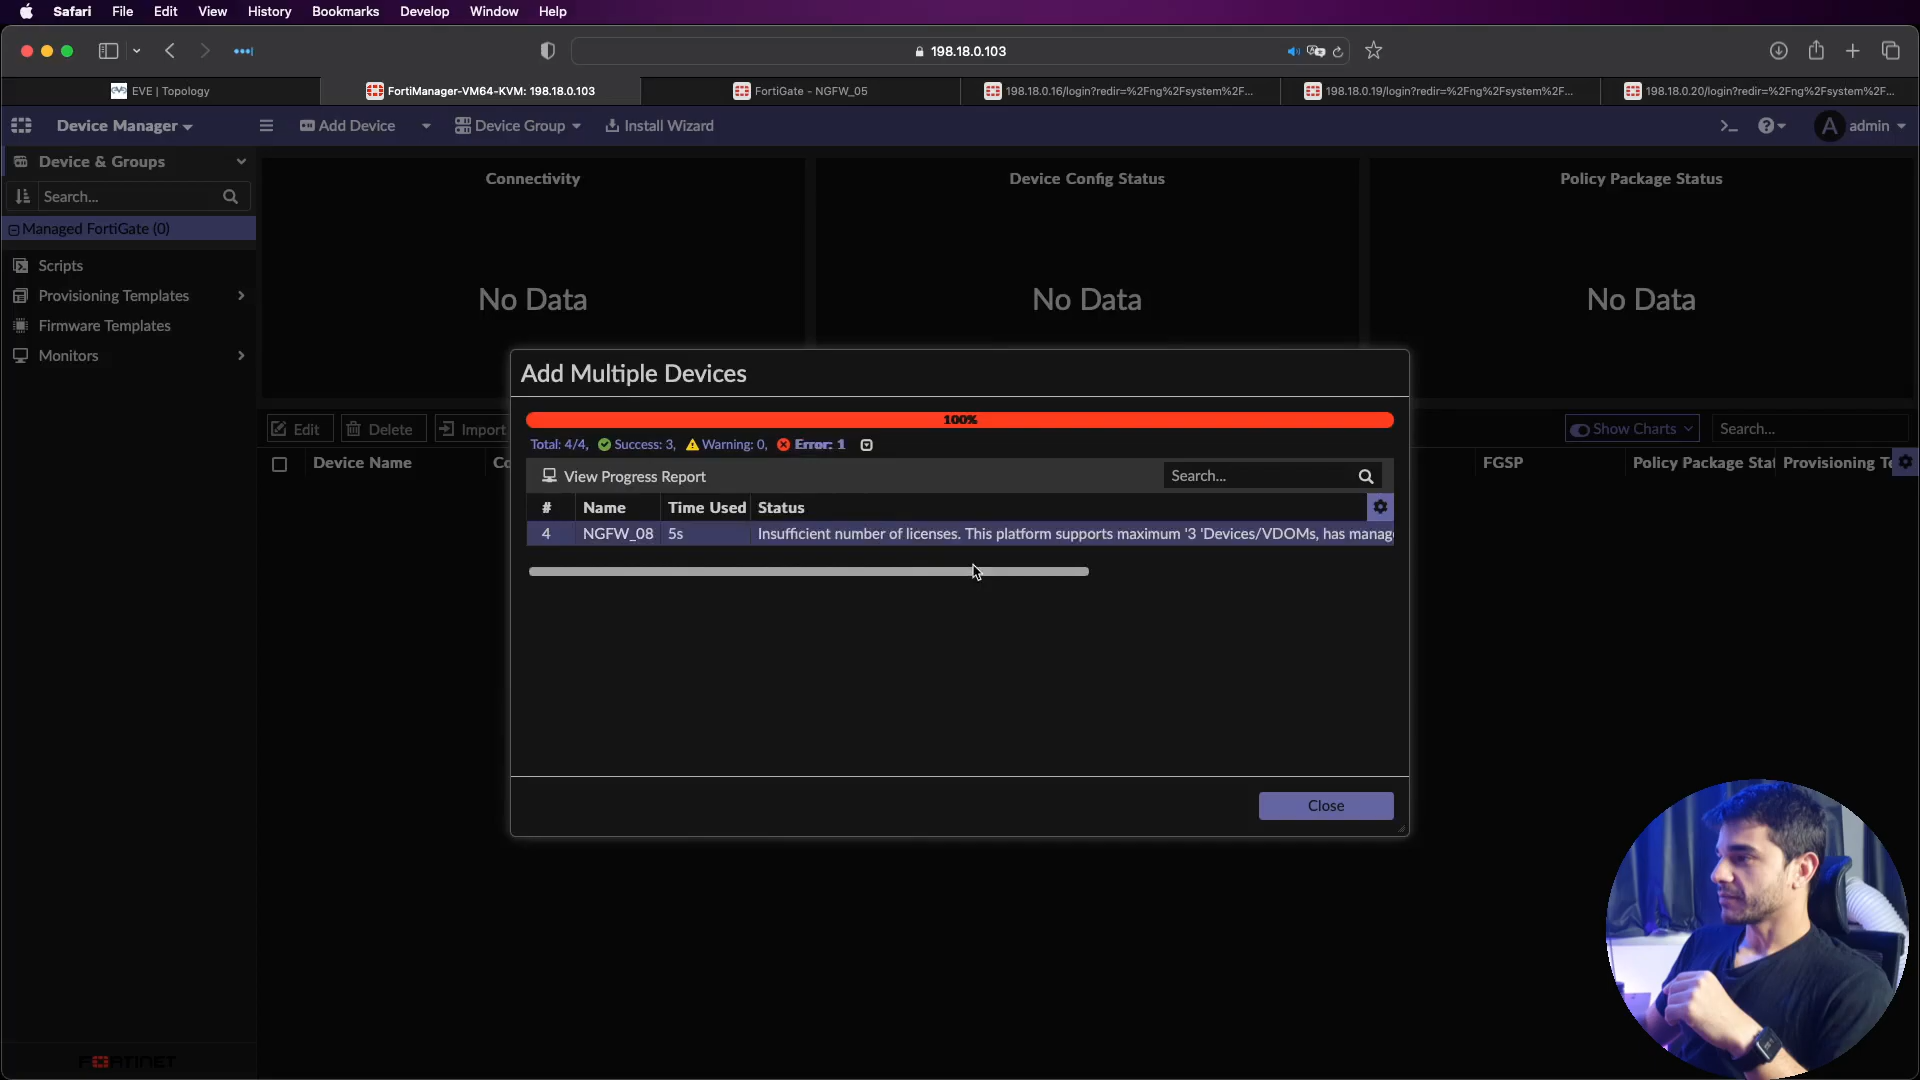 Safari File Edit View History Bookmarks Develop Window Help
198.18.0.103
EVE | Topology
FortiManager-VM64-KVM: 198.18.0.103
FortiGate - NGFW_05
198.18.0.16/login?redir=%2Fng%2Fsystem%2F...
198.18.0.19/login?redir=%2Fng%2Fsystem%2F...
198.18.0.20/login?redir=%2Fng%2Fsystem%2F...
Device Manager
Add Device
Device Group
Install Wizard
A admin
Device & Groups
Search...
Managed FortiGate (0)
Scripts
Provisioning Templates
Firmware Templates
Monitors
Connectivity
No Data
Device Config Status
No Data
Policy Package Status
No Data
Edit
Delete
Import
Show Charts
Search...
Device Name
Co
FGSP
Policy Package Stat
Provisioning Te
Add Multiple Devices
100%
Total: 4/4, Success: 3, Warning: 0, Error: 1
View Progress Report
Search...
# Name Time Used Status
4 NGFW_08 5s Insufficient number of licenses. This platform supports maximum '3 'Devices/VDOMs, has manag
Close
FORTINET